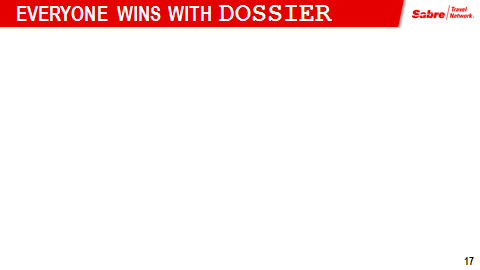 EVERYONE WINS WITH DOSSIER
Sabre Travel Network.
17